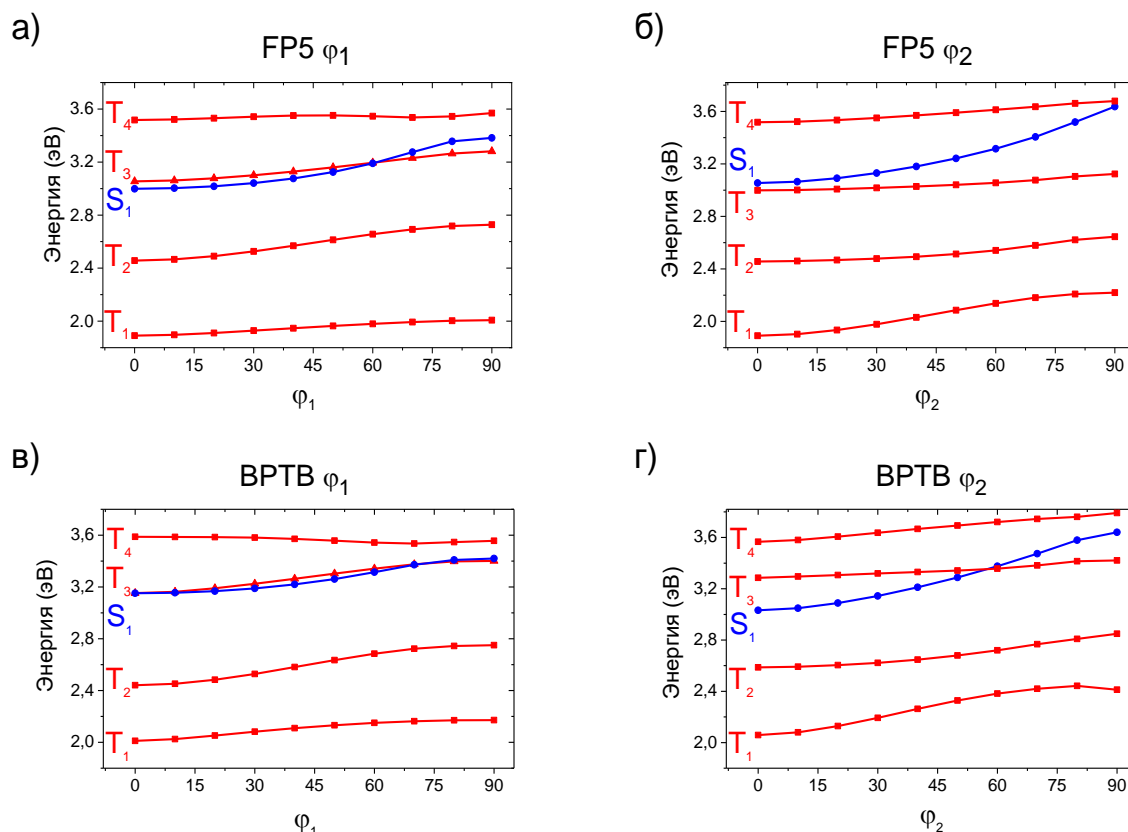 а)
FP5 φ1
Энергия (эВ)
3.6
3.2
2.8
2.4
2.0
T4
T3
S1
T2
T1
0 15 30 45 60 75 90
φ1
б)
FP5 φ2
Энергия (эВ)
3.6
3.2
2.8
2.4
2.0
T4
S1
T3
T2
T1
0 15 30 45 60 75 90
φ2
в)
BPTB φ1
Энергия (эВ)
3,6
3,2
2,8
2,4
2,0
T4
T3
S1
T2
T1
0 15 30 45 60 75 90
φ1
г)
BPTB φ2
Энергия (эВ)
3,6
3,2
2,8
2,4
2,0
T4
T3
S1
T2
T1
0 15 30 45 60 75 90
φ2